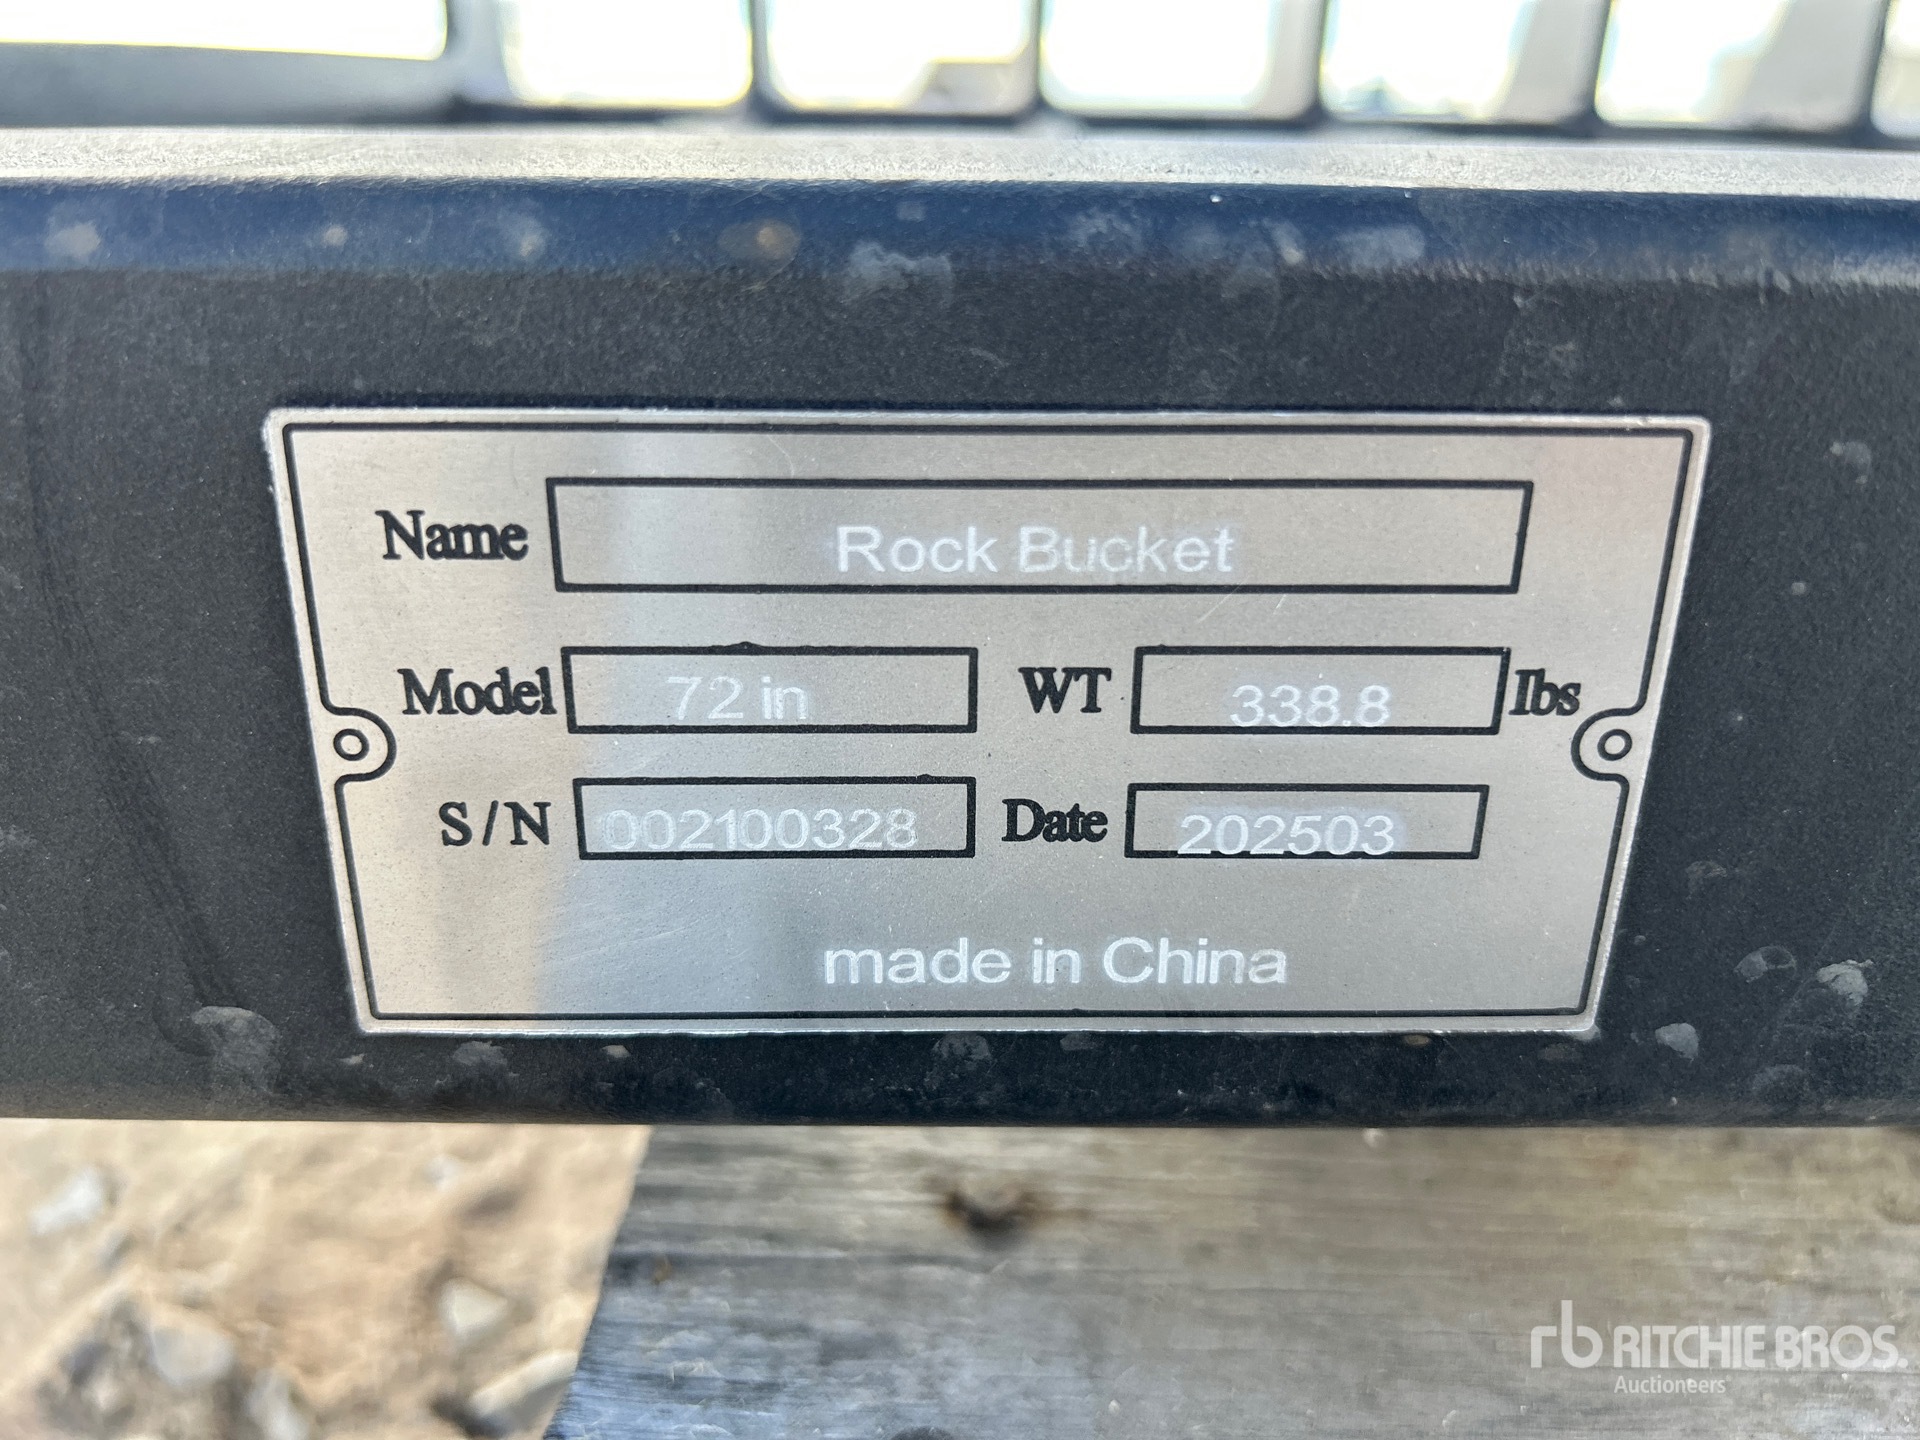 Name Rock Bucket
Model 72 in WT 338.8 lbs
S/N 002100328 Date 202503
made in China
rb RITCHIE BROS.
Auctioneers